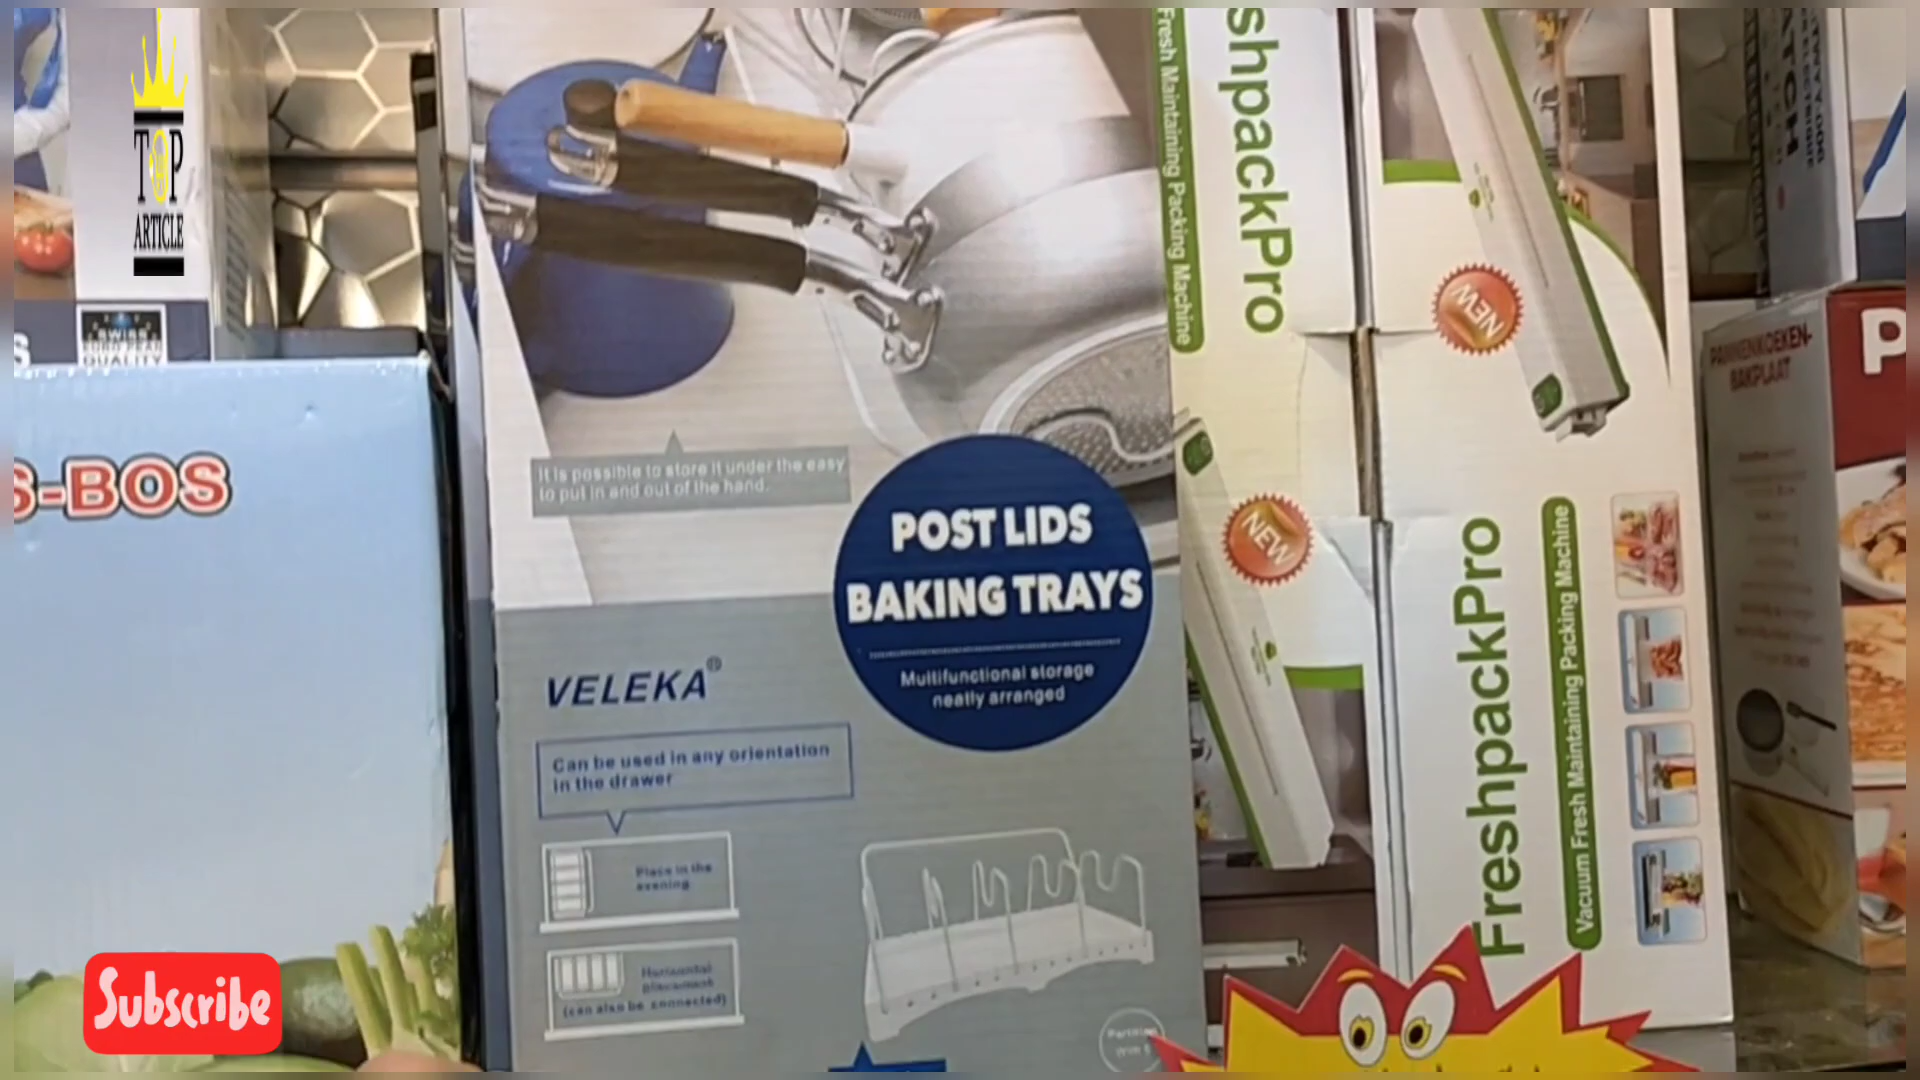 TOP
ARTICLE
SWISS
QUALITY
S-BOS
Subscribe
It is possible to store it under the easy
to put in and out of the hand.
POST LIDS
BAKING TRAYS
Multifunctional storage
neatly arranged
VELEKA®
Can be used in any orientation
in the drawer
Place in the
evening
Horizontal
placement
(can also be connected)
Fresh Maintaining Packing Machine
shpackPro
NEW
NEW
FreshpackPro
Vacuum Fresh Maintaining Packing Machine
PANNENKOEKEN-
BAKPLAAT
P